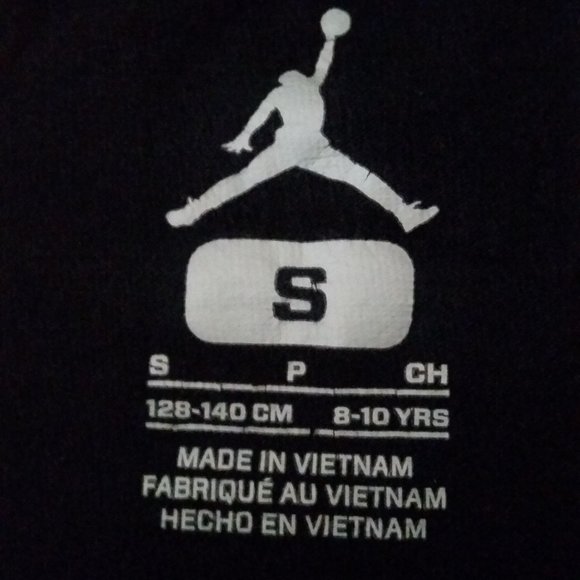 S
S P CH
128-140 CM 8-10 YRS
MADE IN VIETNAM
FABRIQUÉ AU VIETNAM
HECHO EN VIETNAM